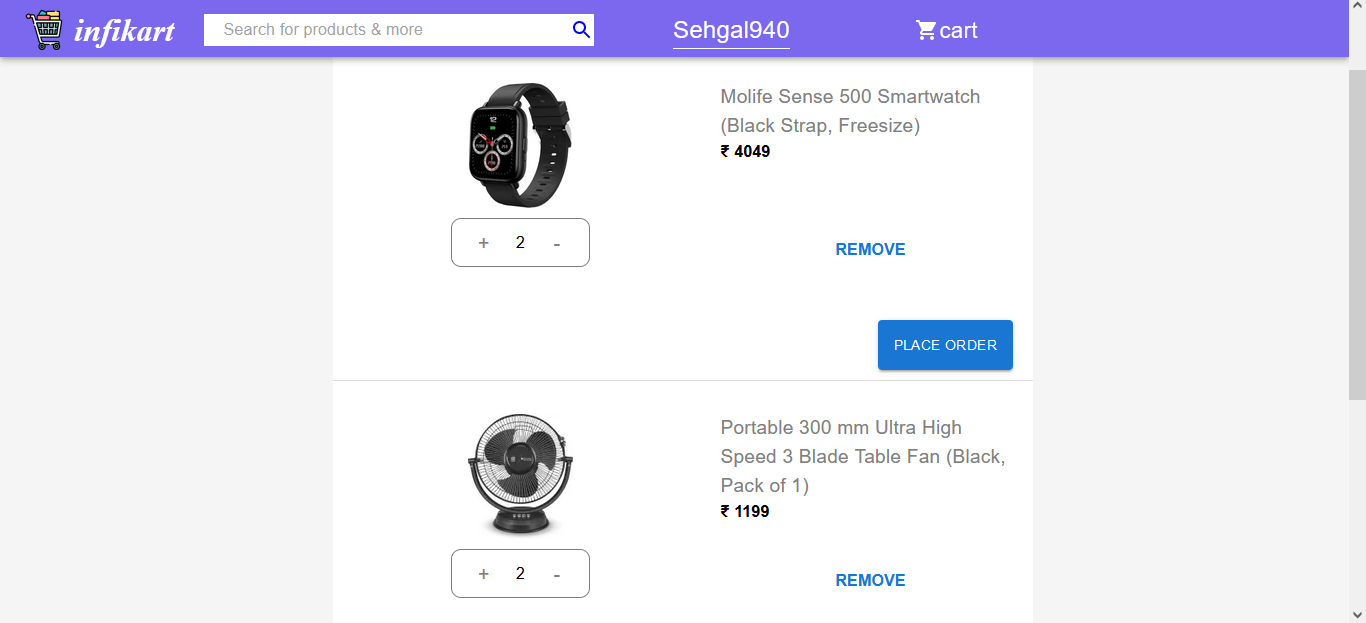 infikart
Search for products & more
Sehgal940
cart
Molife Sense 500 Smartwatch
(Black Strap, Freesize)
₹ 4049
12
+ 2 -
REMOVE
PLACE ORDER
Portable 300 mm Ultra High
Speed 3 Blade Table Fan (Black,
Pack of 1)
₹ 1199
+ 2 -
REMOVE